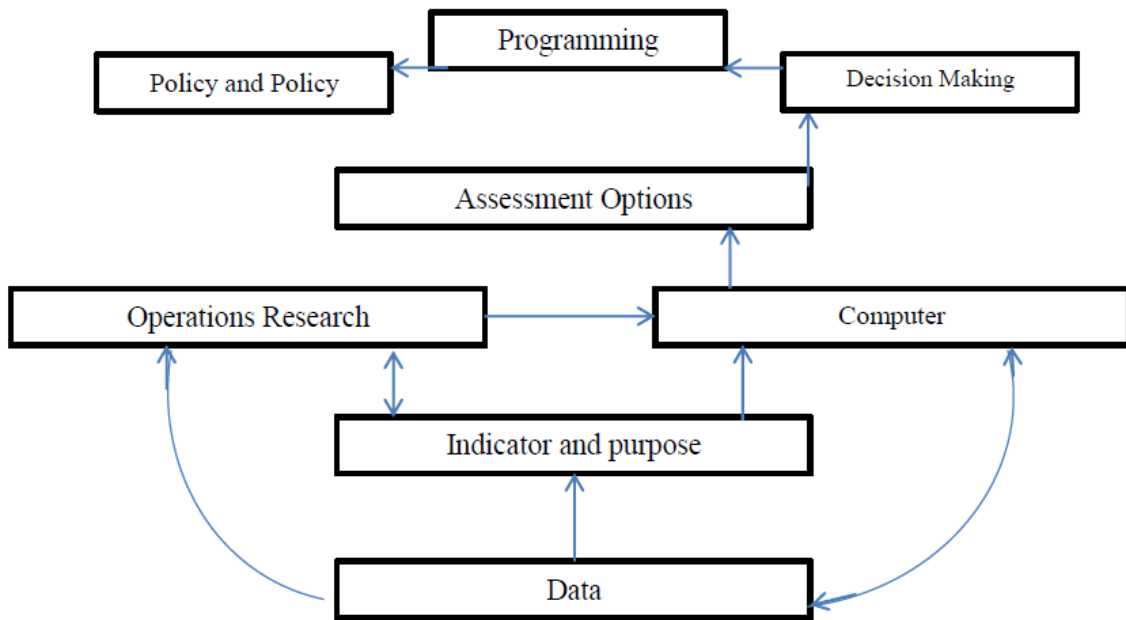 Programming
Policy and Policy
Decision Making
Assessment Options
Operations Research
Computer
Indicator and purpose
Data